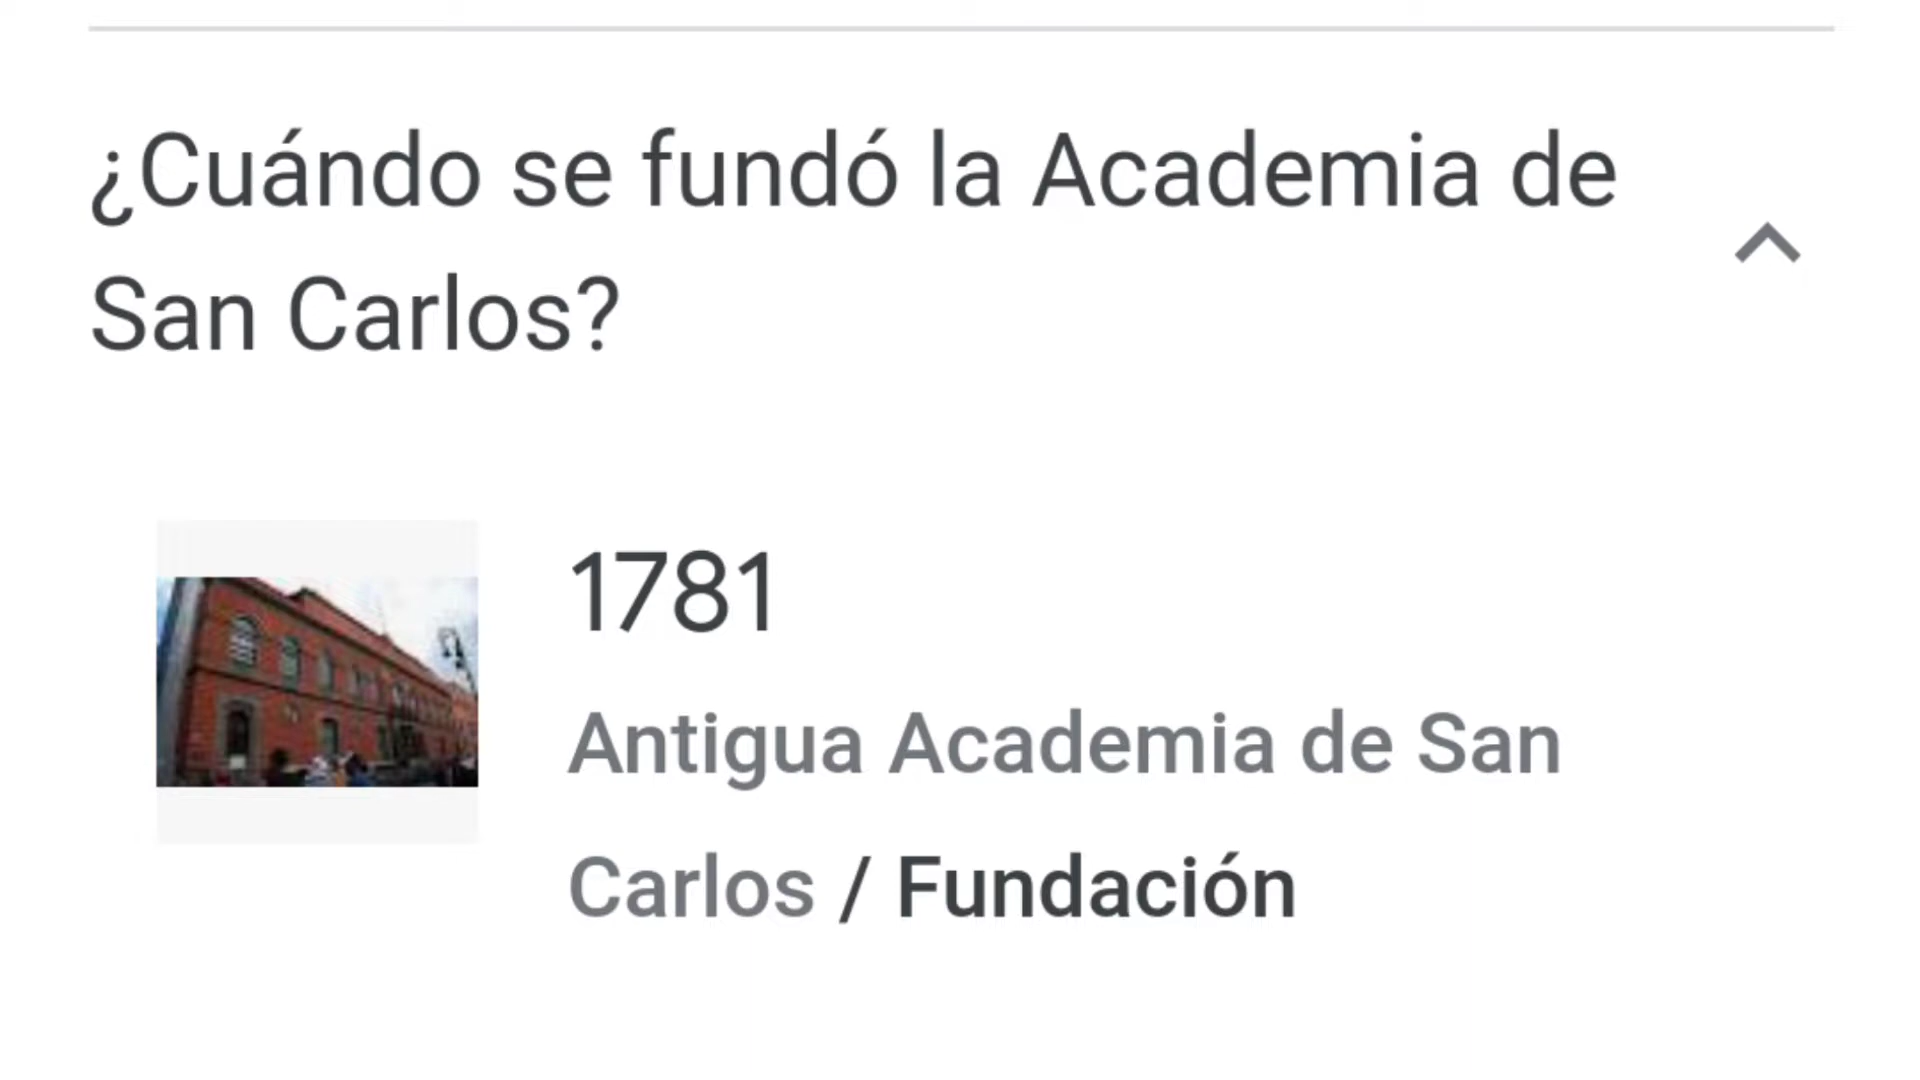 ¿Cuándo se fundó la Academia de
San Carlos?
1781
Antigua Academia de San
Carlos / Fundación